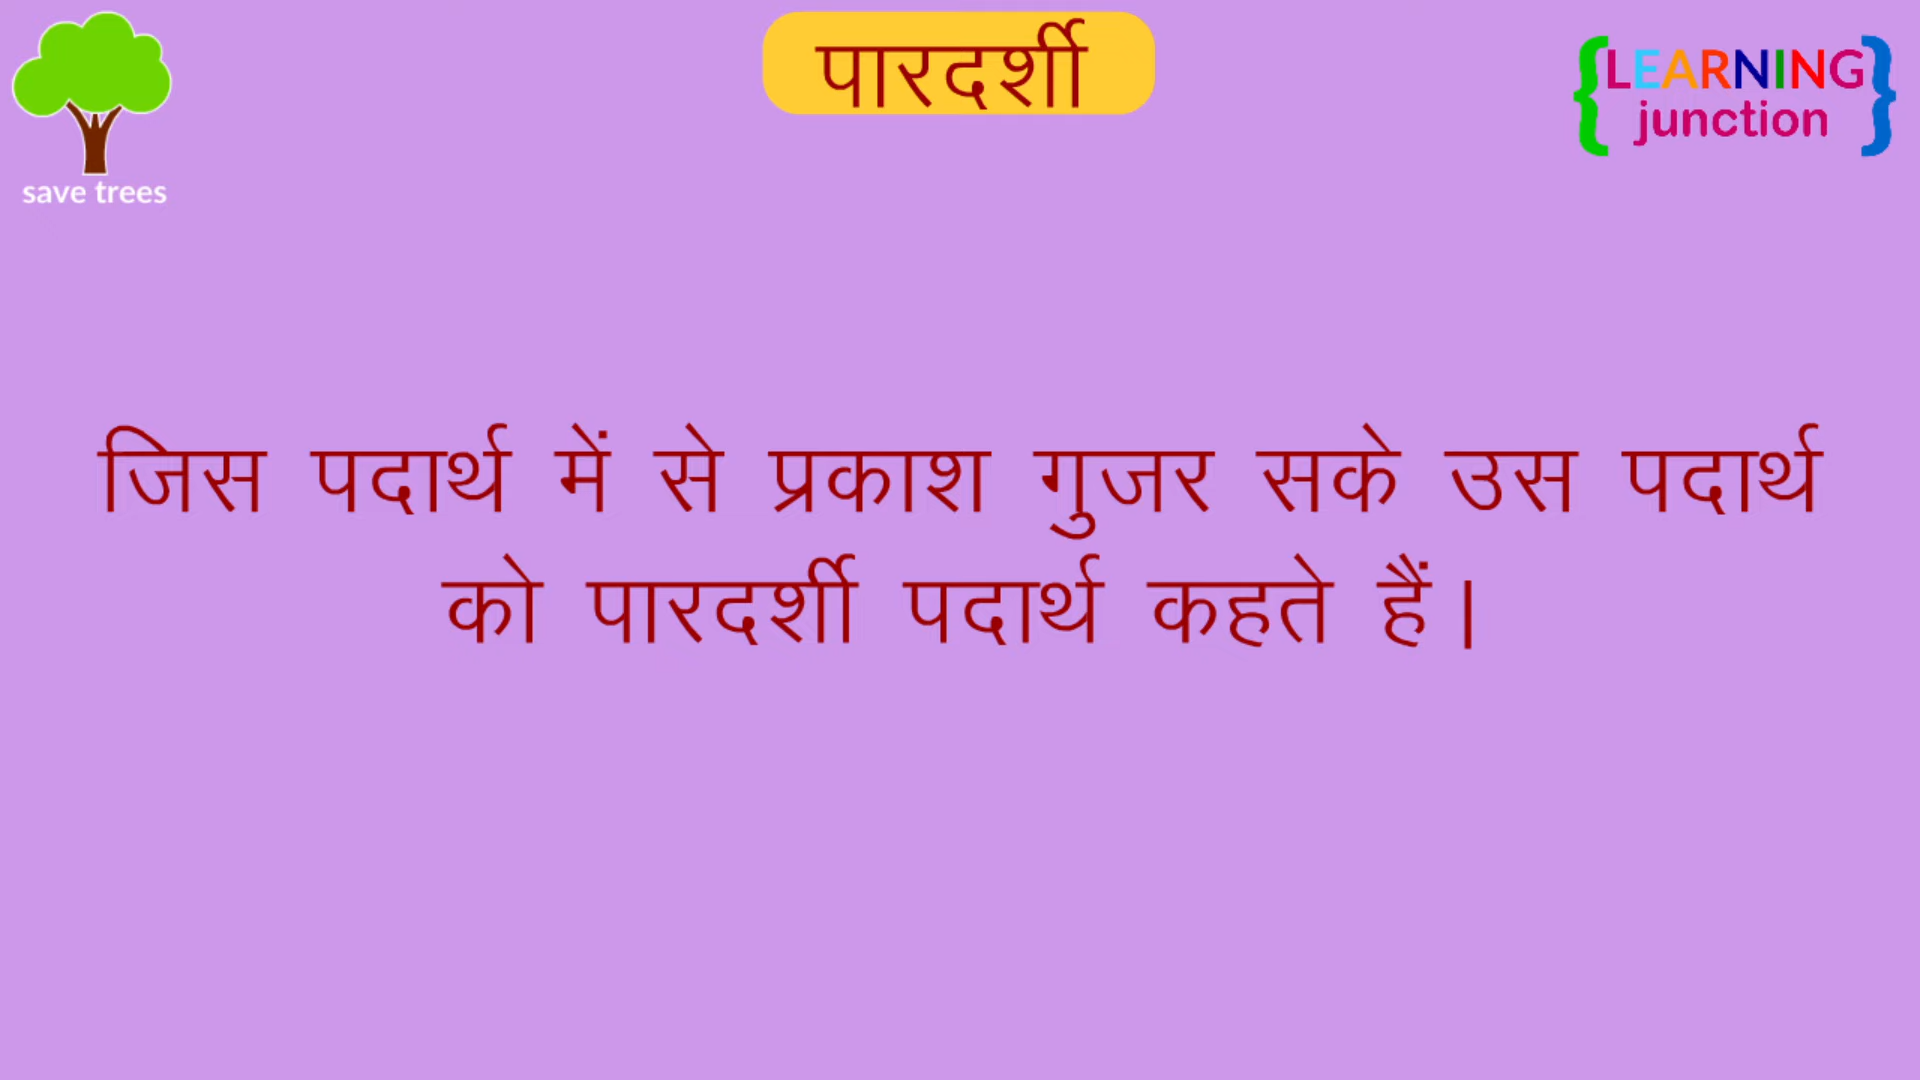 पारदर्शी
LEARNING
junction
save trees
जिस पदार्थ में से प्रकाश गुजर सके उस पदार्थ
को पारदर्शी पदार्थ कहते हैं।